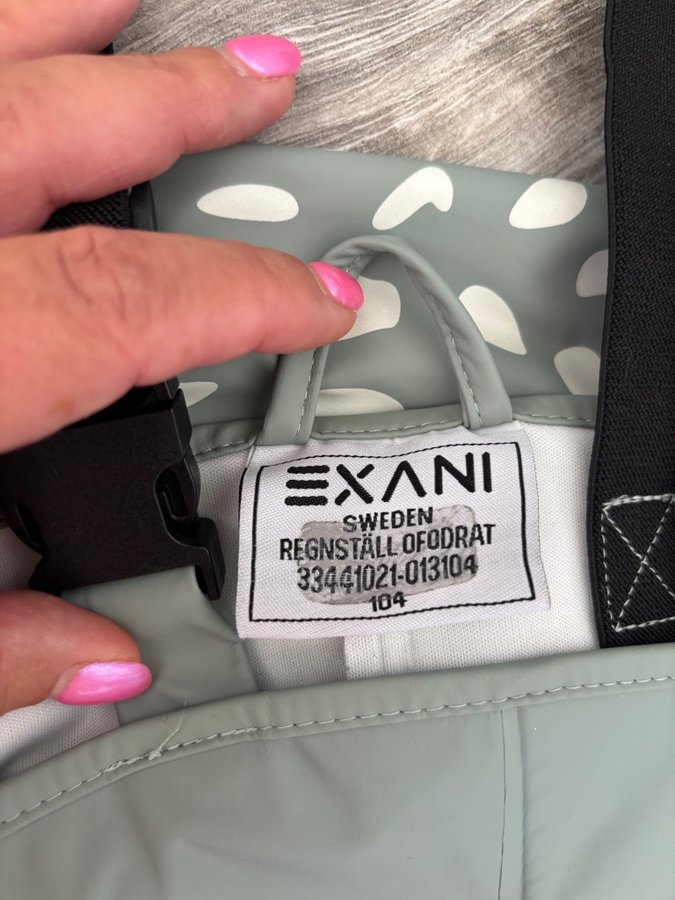 EXANI
SWEDEN
REGNSTÄLL OFODRAT
33441021-013104
104